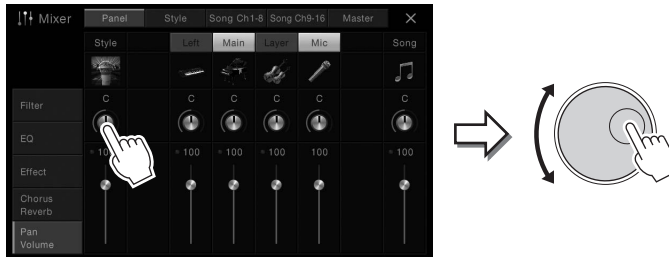 Mixer
Panel Style Song Ch1-8 Song Ch9-16 Master
Style Left Main Layer Mic Song
Filter
C C C C C C
EQ
100 100 100 100 100
Effect
Chorus
Reverb
Pan
Volume